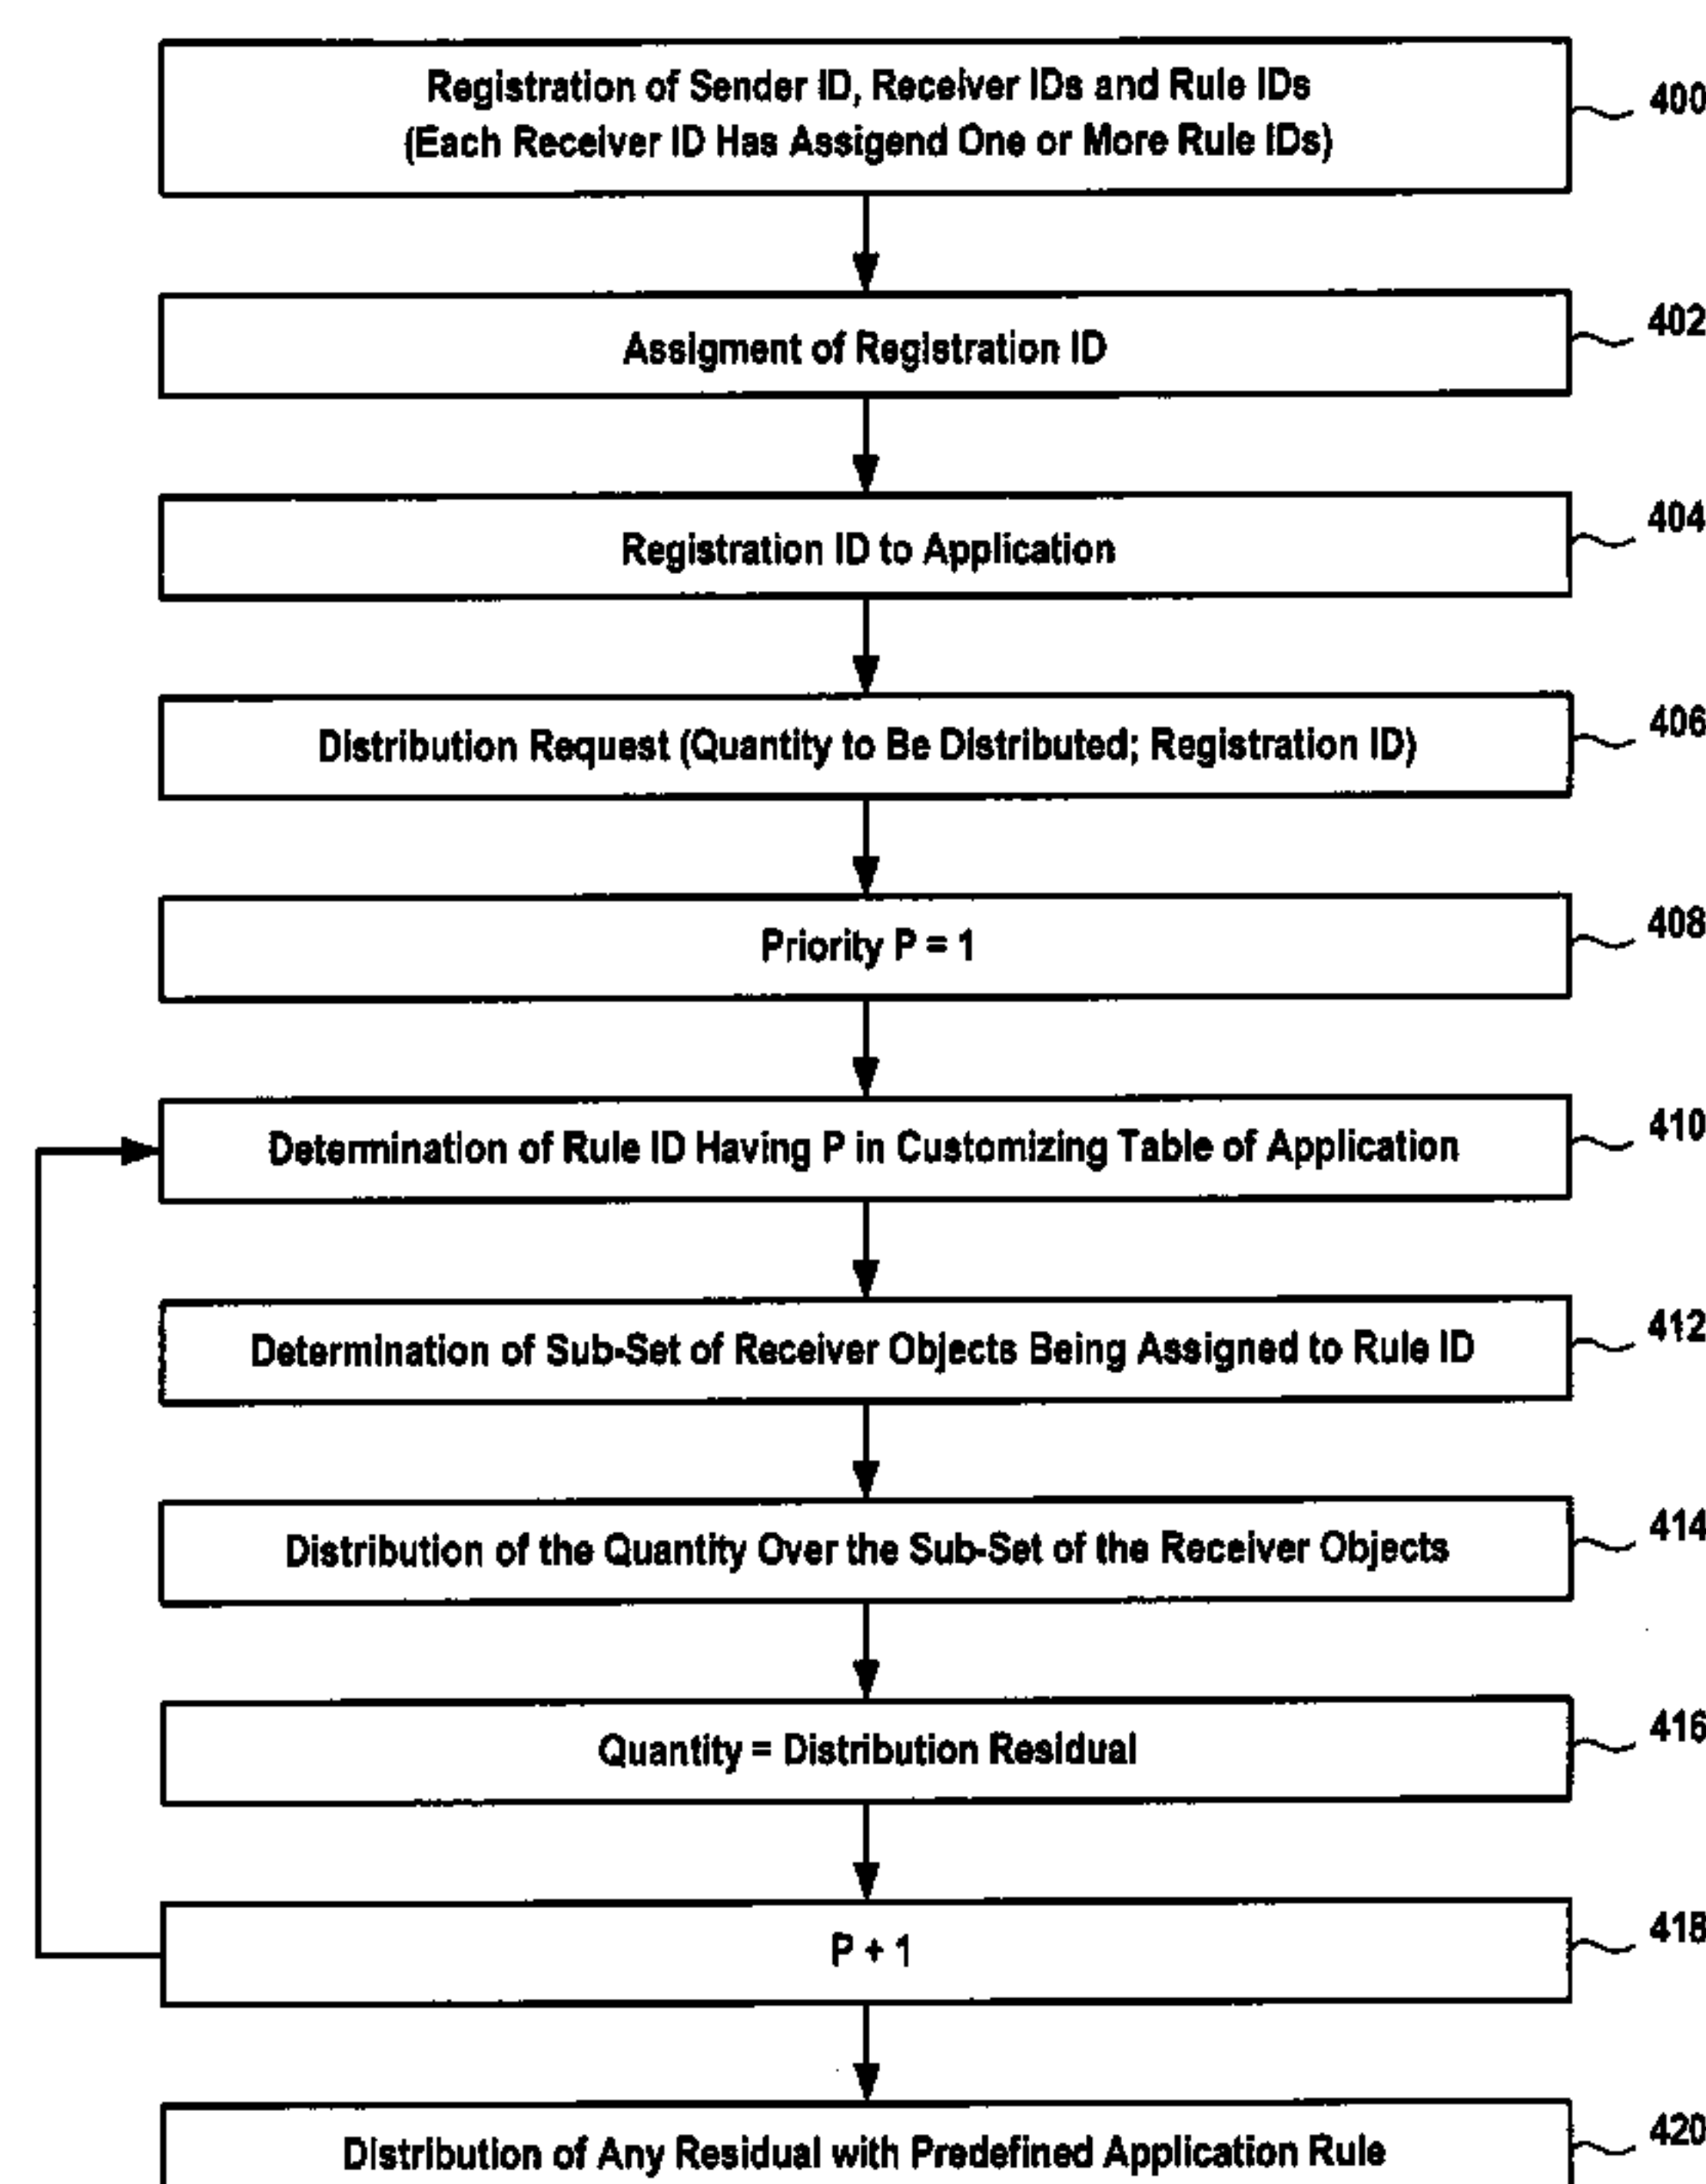 Registration of Sender ID, Receiver IDs and Rule IDs
(Each Receiver ID Has Assigend One or More Rule IDs)
400
Assigment of Registration ID
402
Registration ID to Application
404
Distribution Request (Quantity to Be Distributed; Registration ID)
406
Priority P = 1
408
Determination of Rule ID Having P in Customizing Table of Application
410
Determination of Sub-Set of Receiver Objects Being Assigned to Rule ID
412
Distribution of the Quantity Over the Sub-Set of the Receiver Objects
414
Quantity = Distribution Residual
416
P + 1
418
Distribution of Any Residual with Predefined Application Rule
420